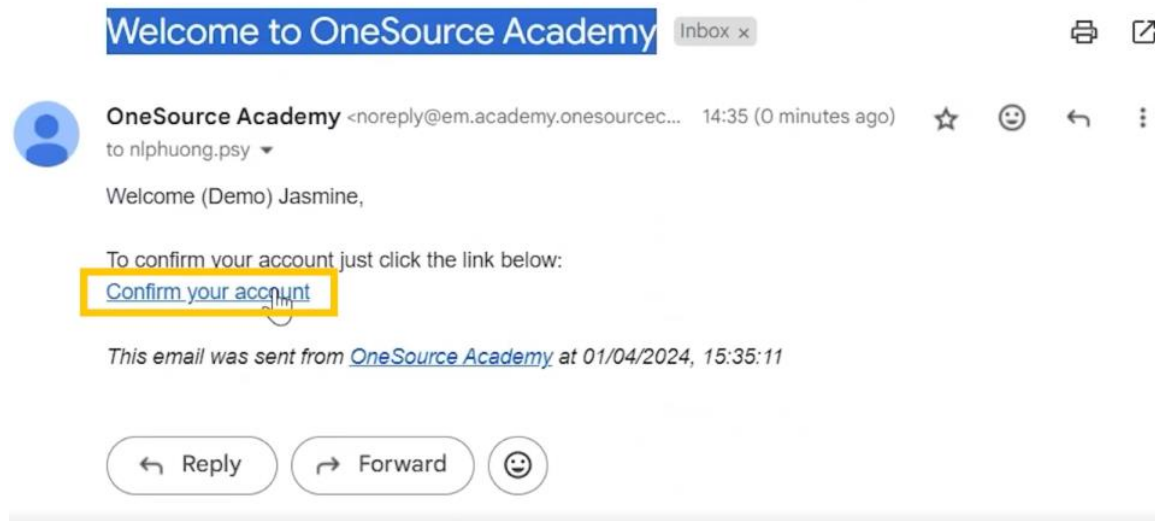 Welcome to OneSource Academy Inbox ×
OneSource Academy <noreply@em.academy.onesourcec... 14:35 (0 minutes ago)
to nlphuong.psy
Welcome (Demo) Jasmine,
To confirm your account just click the link below:
Confirm your account
This email was sent from OneSource Academy at 01/04/2024, 15:35:11
Reply Forward